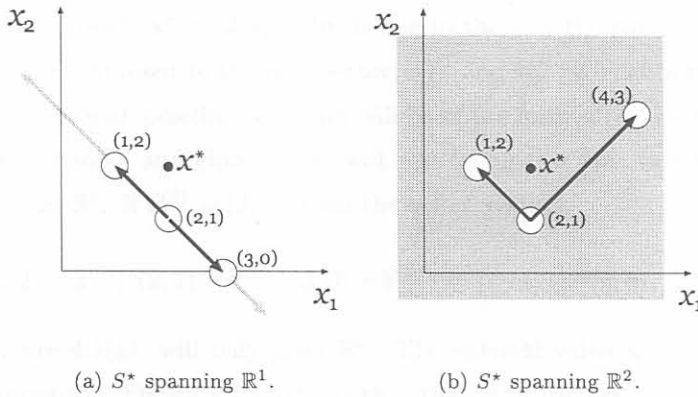 x₂
(1,2)
x*
(2,1)
(3,0)
x₁
(a) S* spanning ℝ¹.
x₂
(4,3)
(1,2)
x*
(2,1)
x₁
(b) S* spanning ℝ².